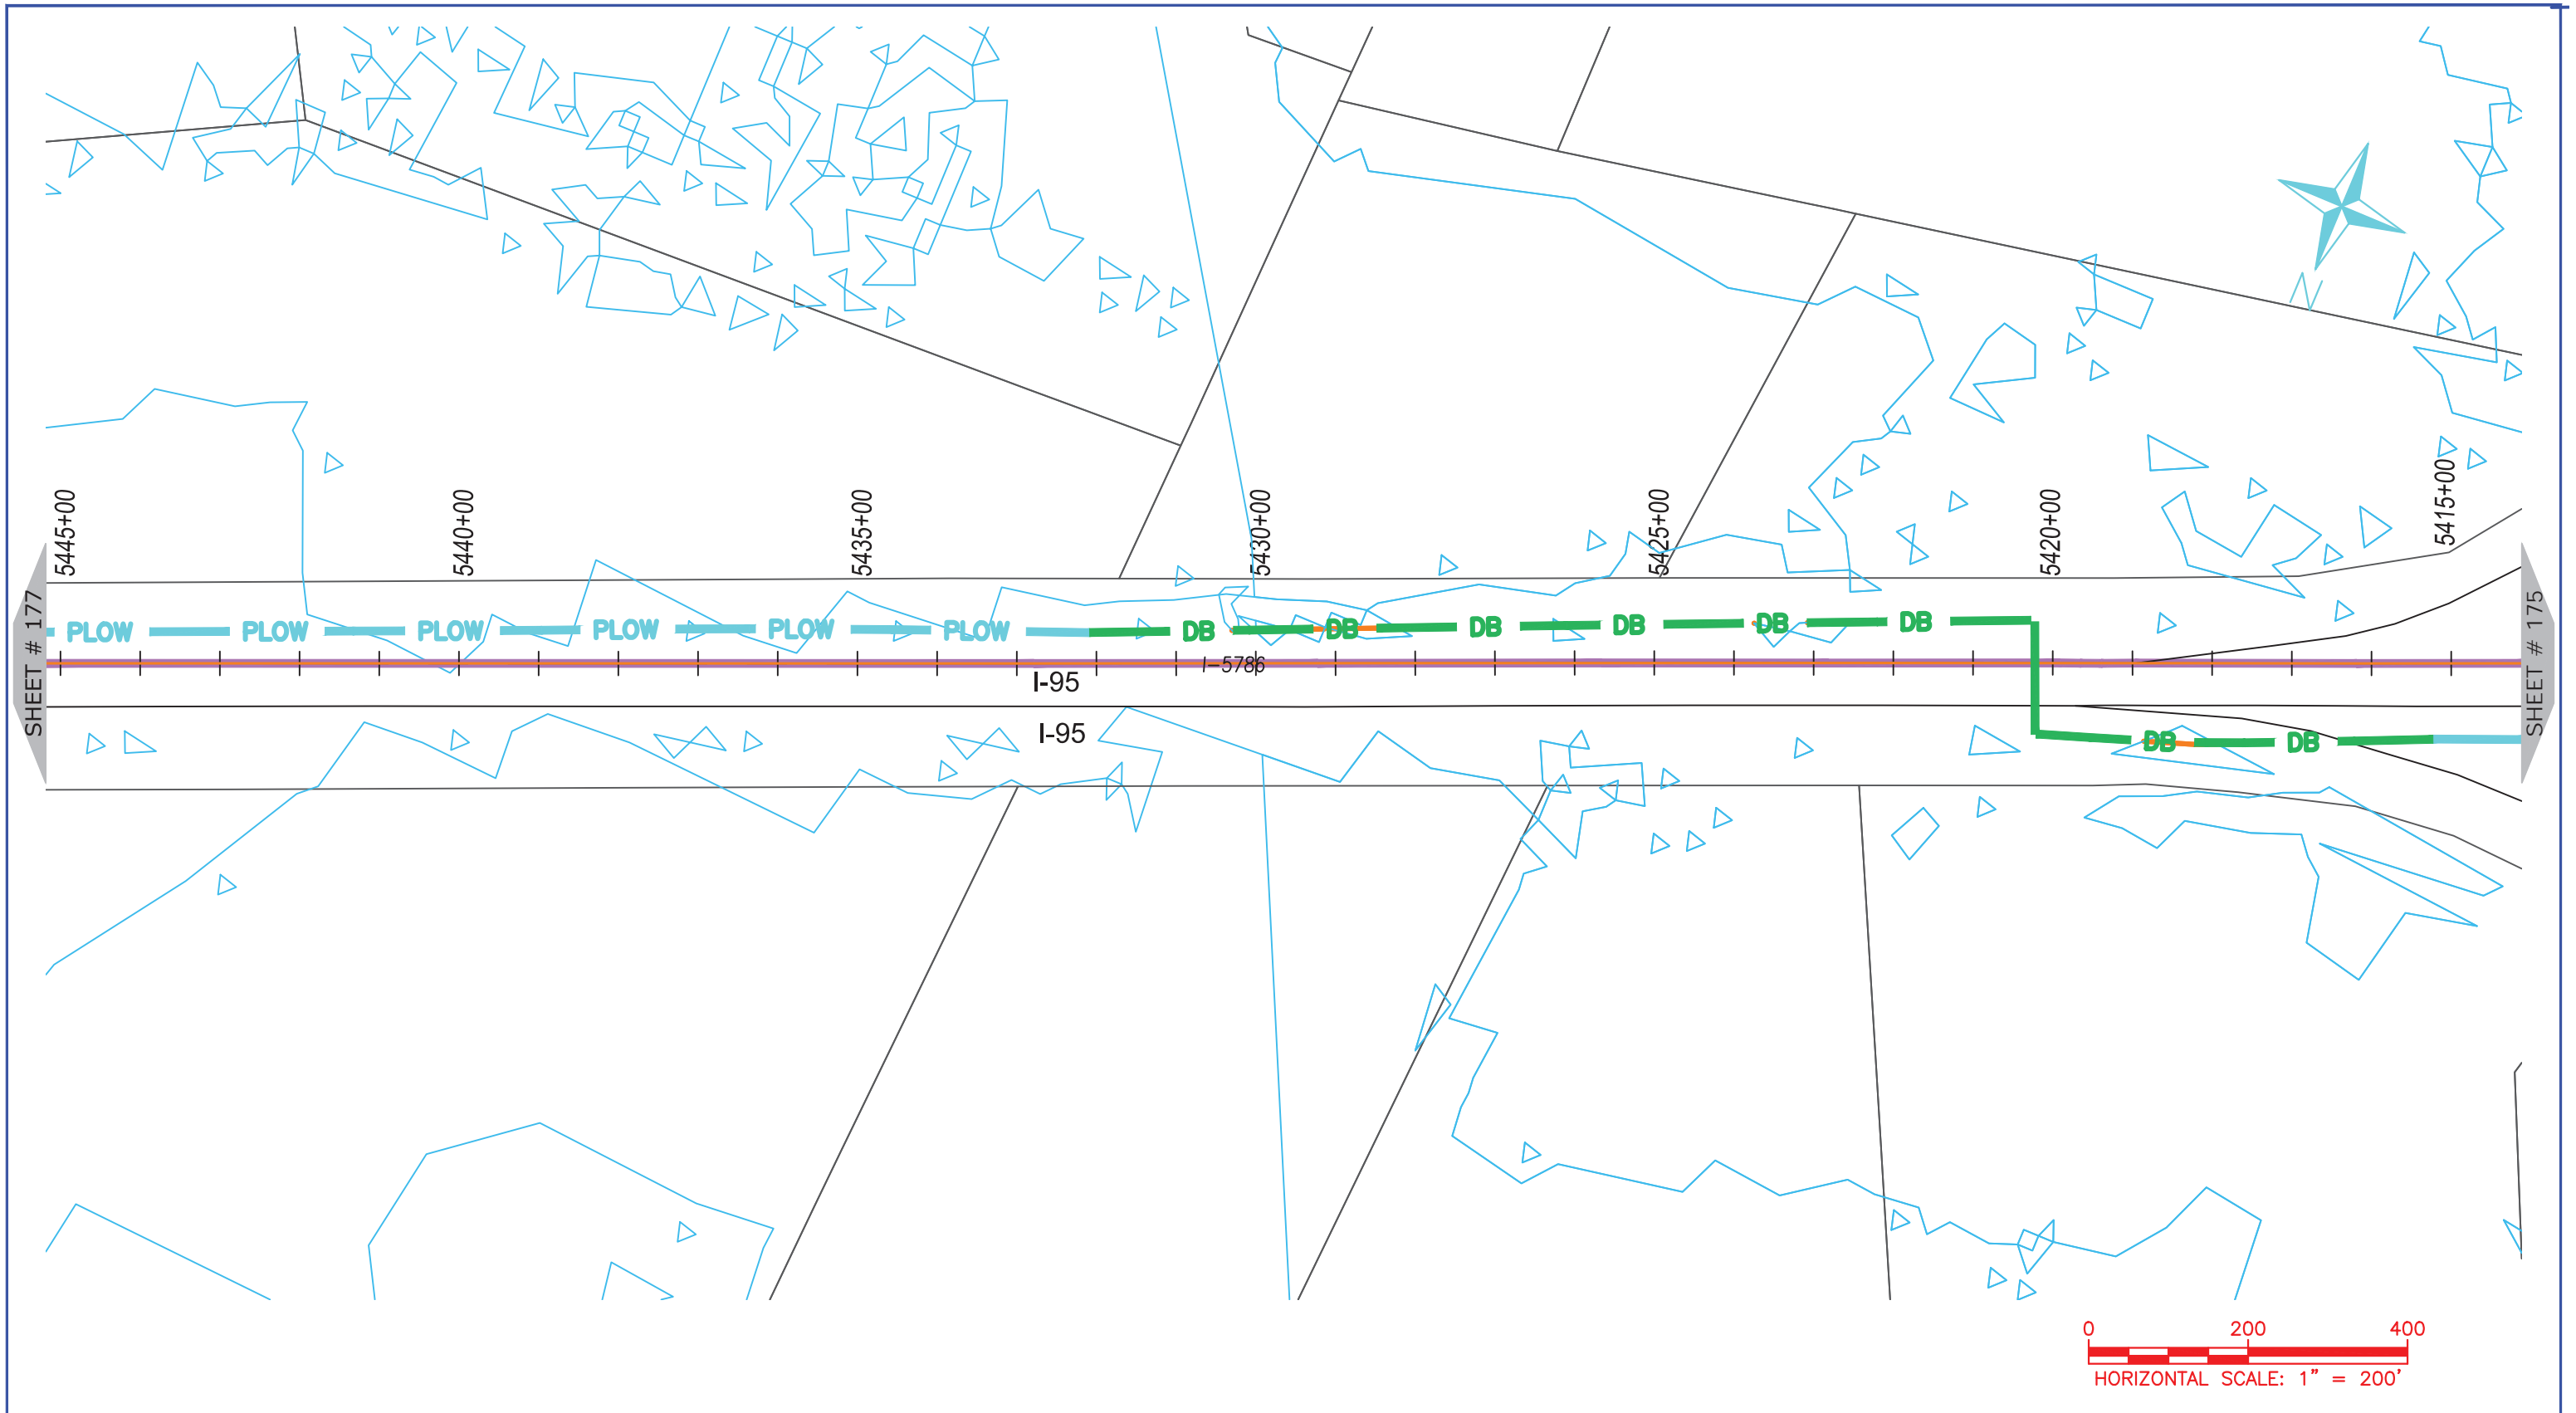 N
5445+00
5440+00
5435+00
5430+00
5425+00
5420+00
5415+00
SHEET # 177
PLOW PLOW PLOW PLOW PLOW PLOW DB DB DB DB DB DB
SHEET # 175
I-5786
I-95
I-95
DB DB
0 200 400
HORIZONTAL SCALE: 1" = 200'